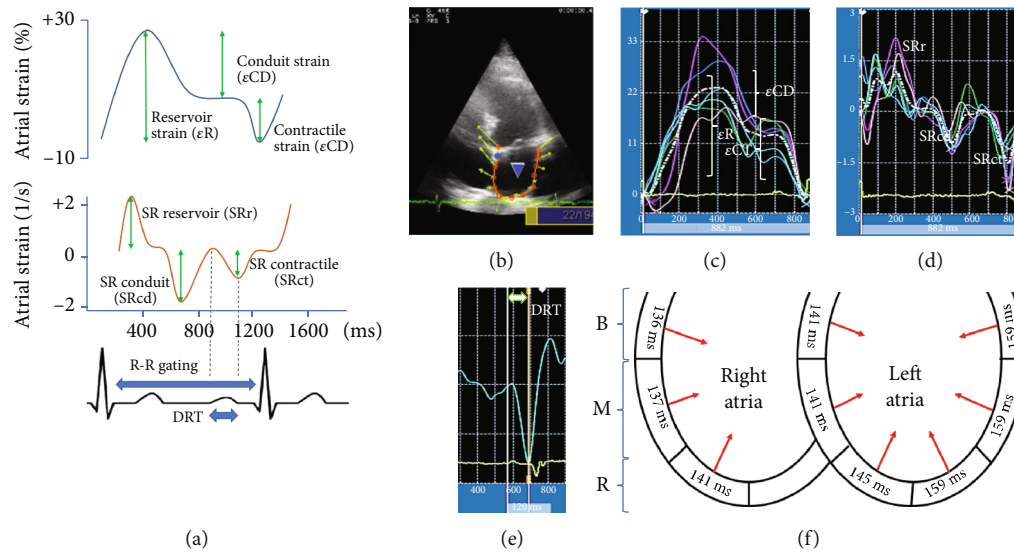 +30
Atrial strain (%)
−10
Conduit strain
(εCD)
Reservoir
strain (εR)
Contractile
strain (εCD)
Atrial strain (1/s)
+2
0
−2
SR reservoir (SRr)
SR conduit
(SRcd)
SR contractile
(SRct)
400
800
1200
1600
(ms)
R-R gating
DRT
(a)
22/194
(b)
33
22
11
0
εCD
εR
εCT
0
200
400
600
800
882 ms
(c)
3
1.5
0
−1.5
−3
SRr
SRcd
SRct
0
200
400
600
800
882 ms
(d)
DRT
400
600
800
120 ms
(e)
B
M
R
136 ms
137 ms
141 ms
Right
atria
141 ms
141 ms
145 ms
Left
atria
159 ms
159 ms
159 ms
(f)